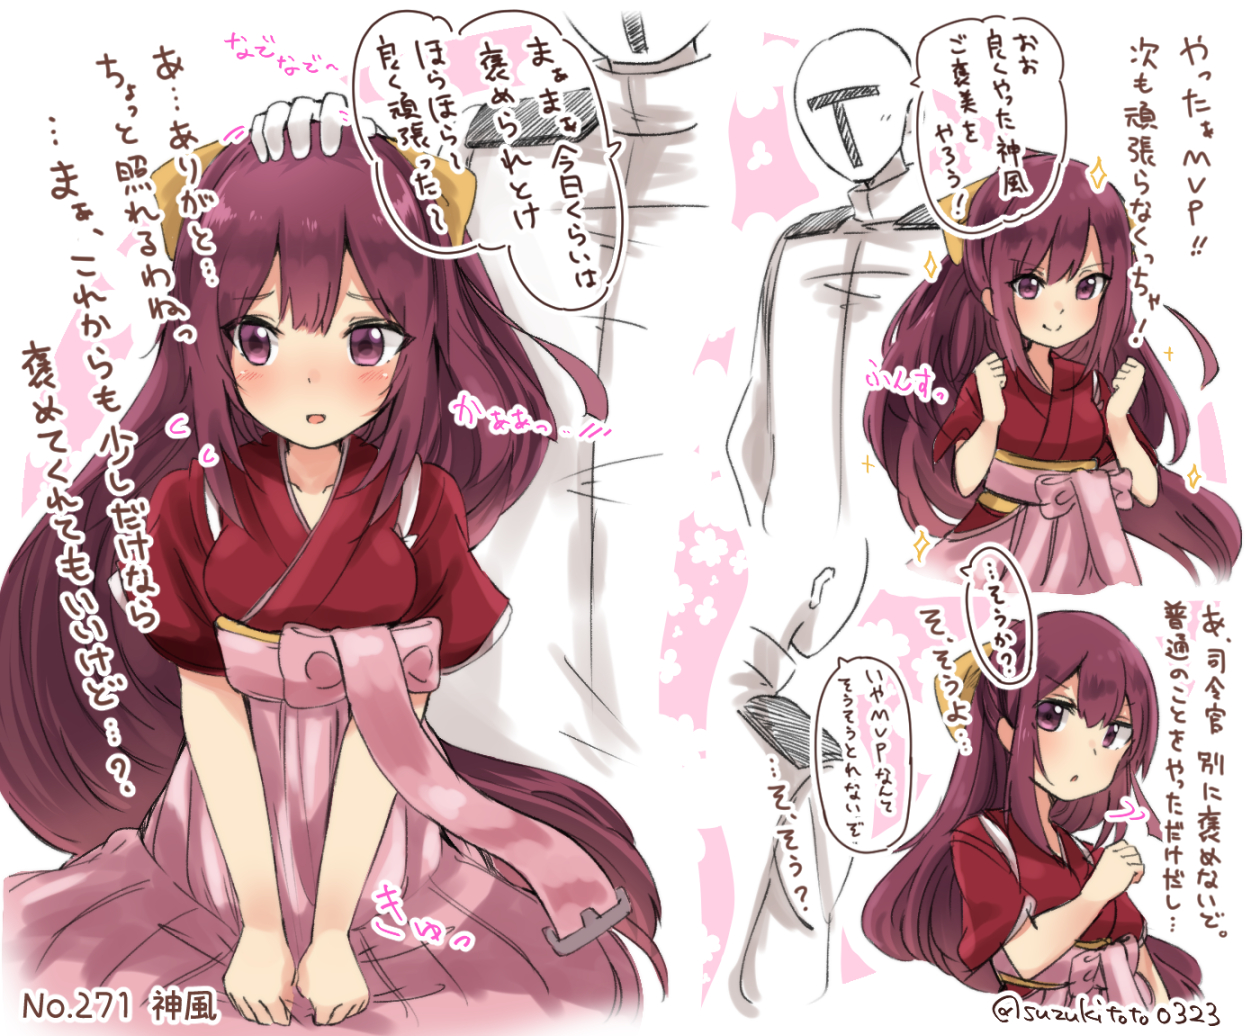 やったぁMVP!!
次も頑張らなくっちゃ!
おお
良くやった神風
ご褒美を
やろう!
T
ふんすっ
あ、司令官 別に褒めないで。
普通のことをやっただけだし…
…そうか?
そ、そうよ…
いやMVPなんて
そうそうとれないぞ
…そ、そう?
まぁまぁ今日くらいは
褒められとけ
ほらほら~
良く頑張った~
なでなで~
あ…ありがと…
ちょっと照れるわねっ
…まぁ、これからも少しだけなら
褒めてくれてもいいけど…?
かぁぁっ…
きゅっ
No.271 神風
@suzukitoto0323